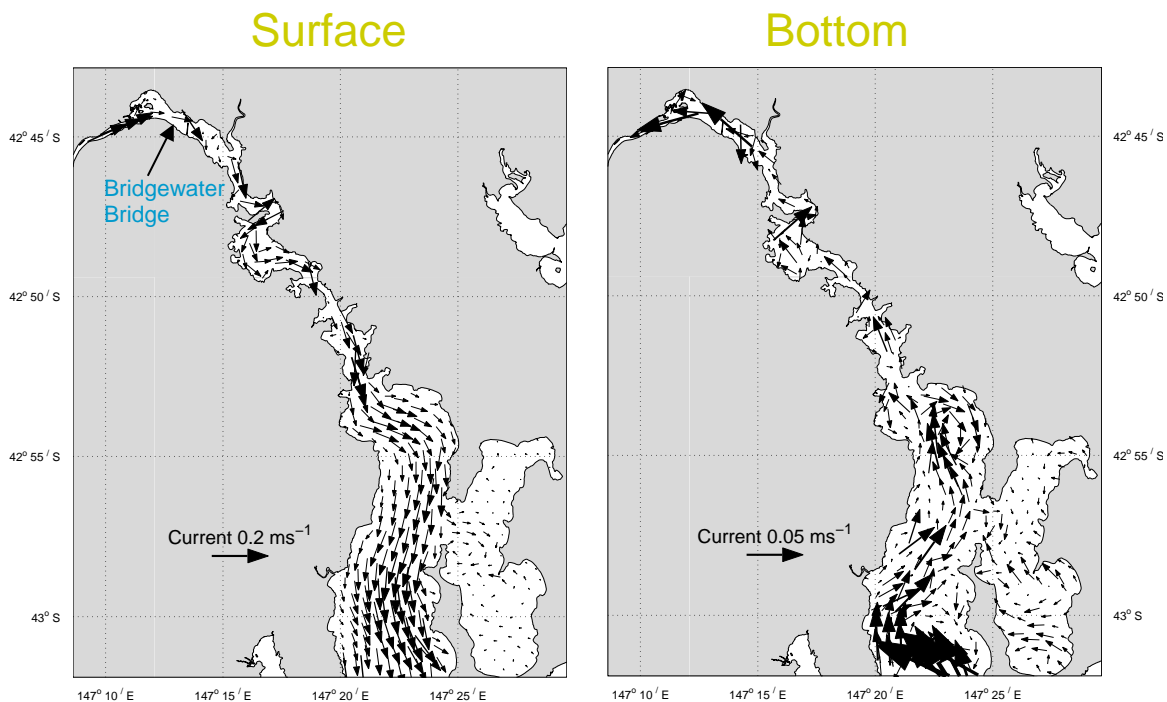 Surface
Bottom
42° 45′ S
42° 50′ S
42° 55′ S
43° S
147° 10′ E
147° 15′ E
147° 20′ E
147° 25′ E
Bridgewater
Bridge
Current 0.2 ms⁻¹
42° 45′ S
42° 50′ S
42° 55′ S
43° S
147° 10′ E
147° 15′ E
147° 20′ E
147° 25′ E
Current 0.05 ms⁻¹